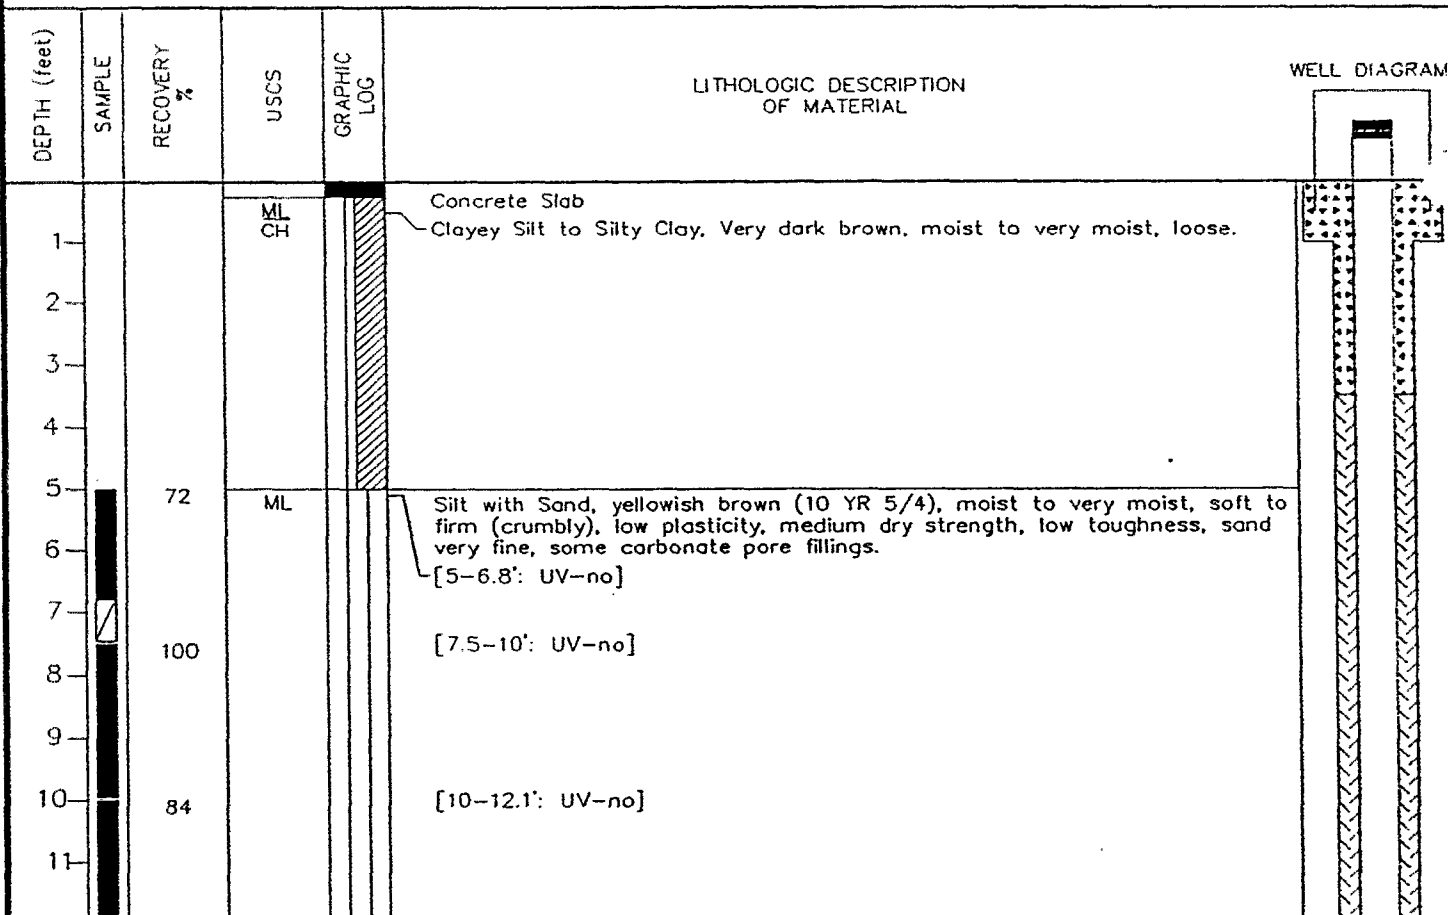 DEPTH (feet)
SAMPLE
RECOVERY
%
USCS
GRAPHIC
LOG
LITHOLOGIC DESCRIPTION
OF MATERIAL
WELL DIAGRAM
Concrete Slab
ML
CH
Clayey Silt to Silty Clay, Very dark brown, moist to very moist, loose.
1
2
3
4
5
72
ML
Silt with Sand, yellowish brown (10 YR 5/4), moist to very moist, soft to
firm (crumbly), low plasticity, medium dry strength, low toughness, sand
very fine, some carbonate pore fillings.
6
[5-6.8': UV-no]
7
100
[7.5-10': UV-no]
8
9
10
84
[10-12.1': UV-no]
11